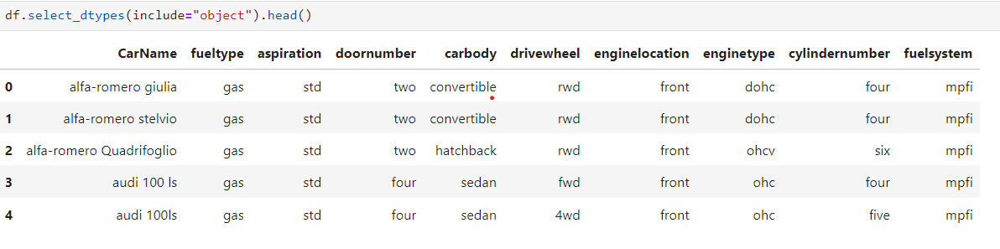 df.select_dtypes(include="object").head()
CarName fueltype aspiration doornumber carbody drivewheel enginelocation enginetype cylindernumber fuelsystem
0 alfa-romero giulia gas std two convertible rwd front dohc four mpfi
1 alfa-romero stelvio gas std two convertible rwd front dohc four mpfi
2 alfa-romero Quadrifoglio gas std two hatchback rwd front ohcv six mpfi
3 audi 100 ls gas std four sedan fwd front ohc four mpfi
4 audi 100ls gas std four sedan 4wd front ohc five mpfi